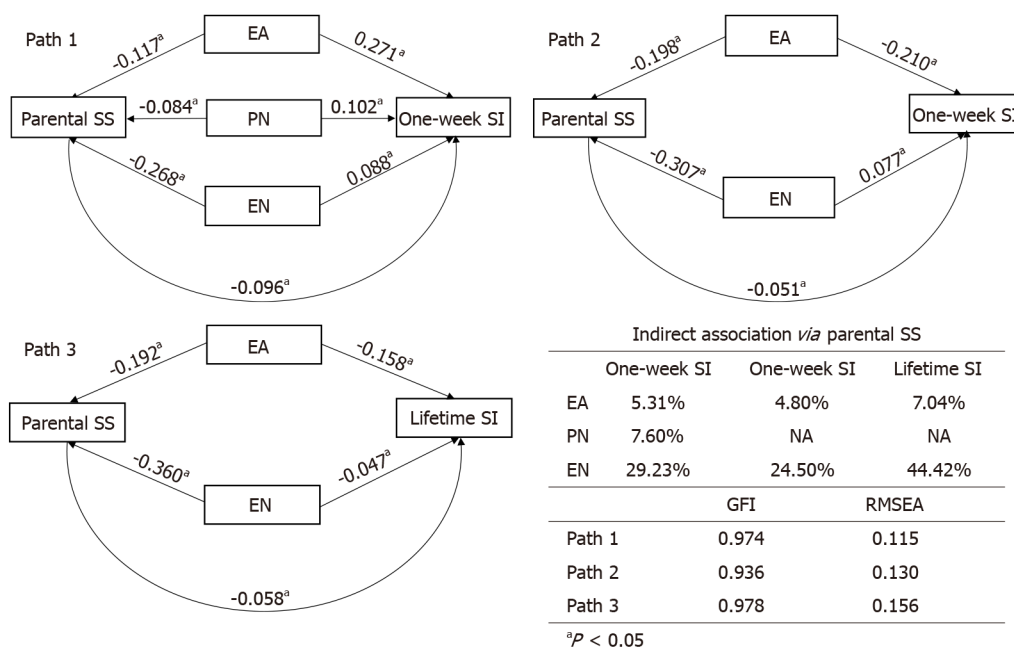 Path 1
EA
-0.117a
0.271a
Parental SS
-0.084a
PN
0.102a
One-week SI
-0.268a
0.088a
EN
-0.096a
Path 2
EA
-0.198a
-0.210a
Parental SS
One-week SI
-0.307a
0.077a
EN
-0.051a
Path 3
EA
-0.192a
-0.158a
Parental SS
Lifetime SI
-0.360a
-0.047a
EN
-0.058a
Indirect association via parental SS
One-week SI One-week SI Lifetime SI
EA 5.31% 4.80% 7.04%
PN 7.60% NA NA
EN 29.23% 24.50% 44.42%
GFI RMSEA
Path 1 0.974 0.115
Path 2 0.936 0.130
Path 3 0.978 0.156
aP < 0.05